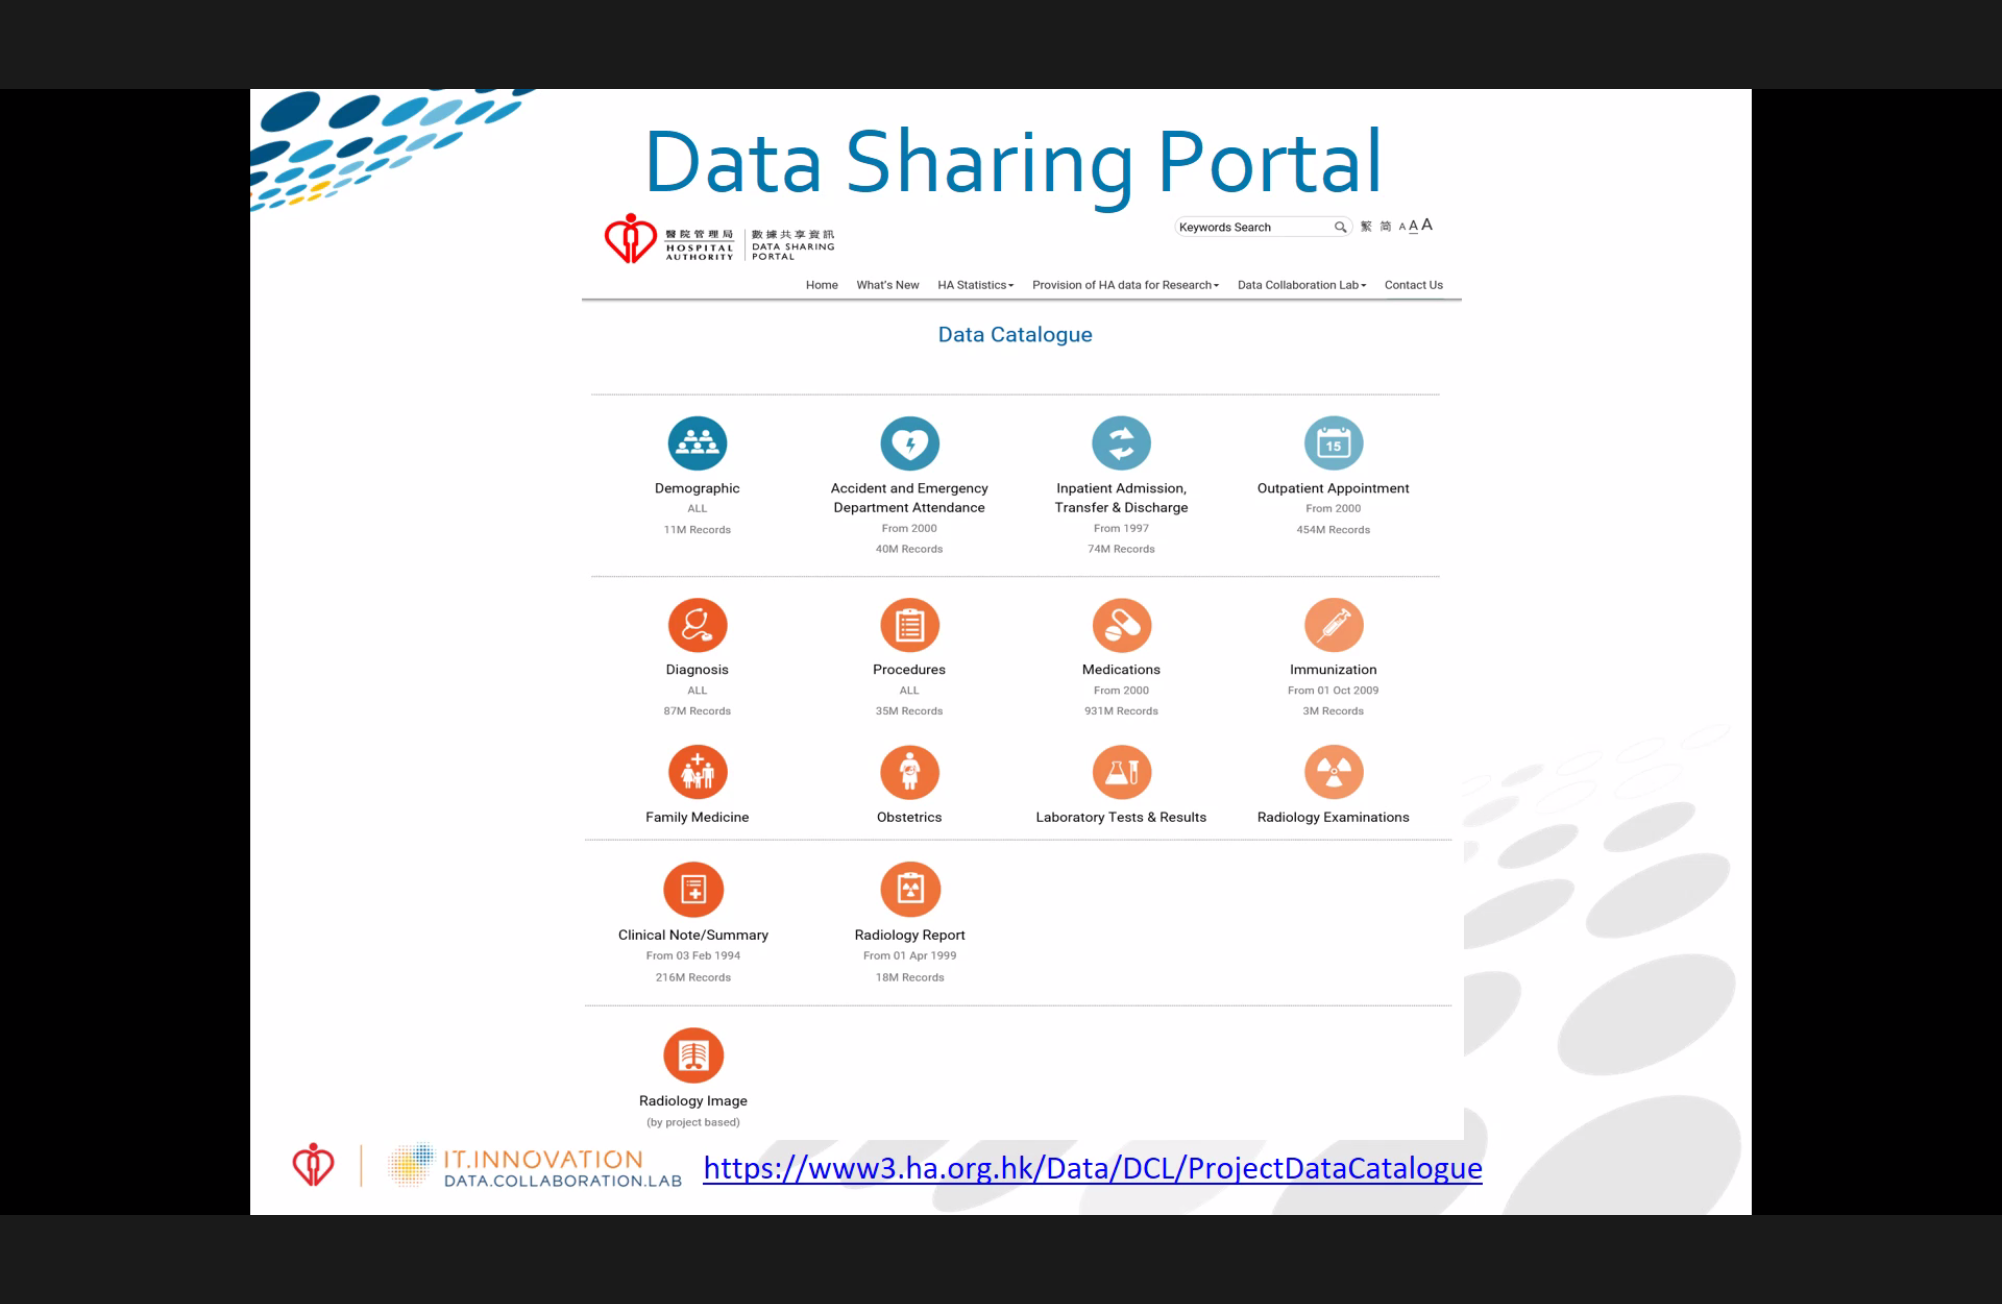 Data Sharing Portal
醫院管理局
HOSPITAL
AUTHORITY
數據共享資訊
DATA SHARING
PORTAL
Keywords Search
繁 简 A A A
Home What's New HA Statistics Provision of HA data for Research Data Collaboration Lab Contact Us
Data Catalogue
15
Demographic
ALL
11M Records
Accident and Emergency
Department Attendance
From 2000
40M Records
Inpatient Admission,
Transfer & Discharge
From 1997
74M Records
Outpatient Appointment
From 2000
454M Records
Diagnosis
ALL
87M Records
Procedures
ALL
35M Records
Medications
From 2000
931M Records
Immunization
From 01 Oct 2009
3M Records
Family Medicine
Obstetrics
Laboratory Tests & Results
Radiology Examinations
Clinical Note/Summary
From 03 Feb 1994
216M Records
Radiology Report
From 01 Apr 1999
18M Records
Radiology Image
(by project based)
IT.INNOVATION
DATA.COLLABORATION.LAB
https://www3.ha.org.hk/Data/DCL/ProjectDataCatalogue